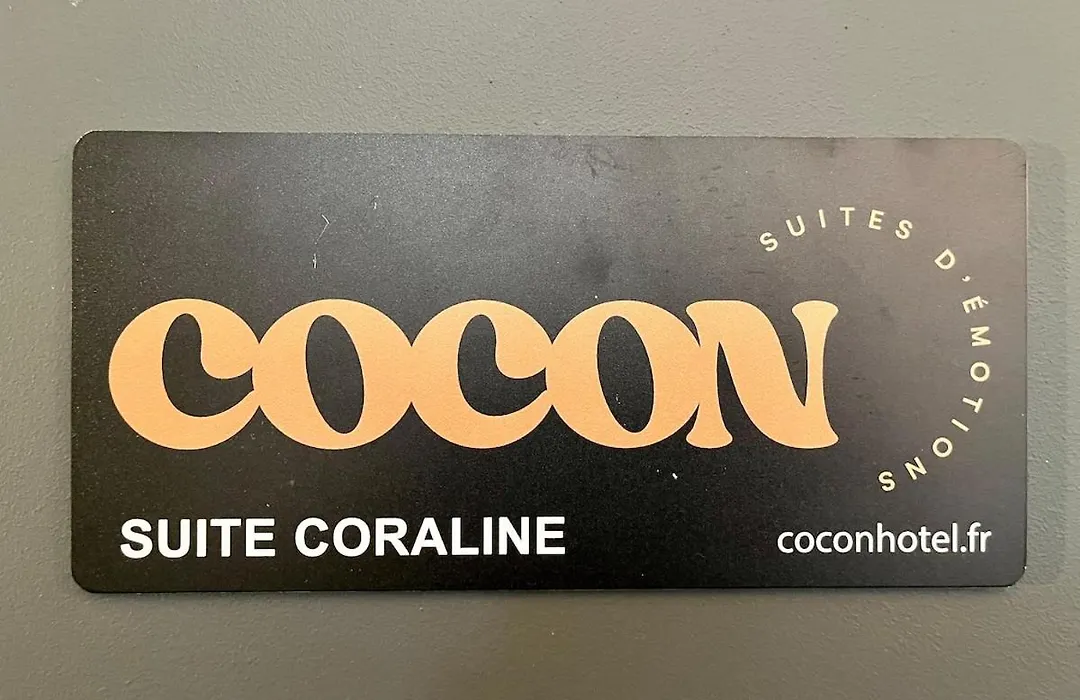 SUITES D'ÉMOTIONS
COCON
SUITE CORALINE
coconhotel.fr